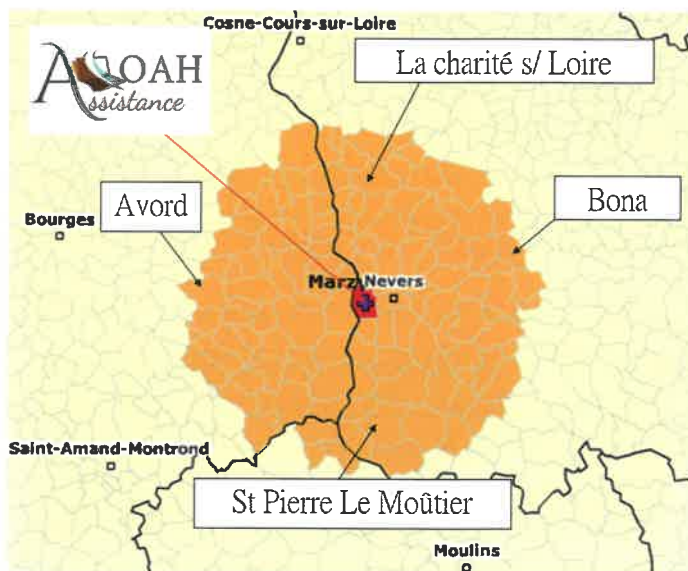 Cosne-Cours-sur-Loire
OAH
Assistance
La charité s/ Loire
Avord
Bona
Bourges
Marz
Nevers
Saint-Amand-Montrond
St Pierre Le Moûtier
Moulins